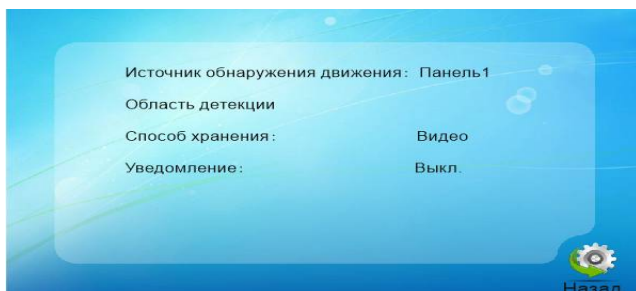 Источник обнаружения движения: Панель1
Область детекции
Способ хранения: Видео
Уведомление: Выкл.
Назад